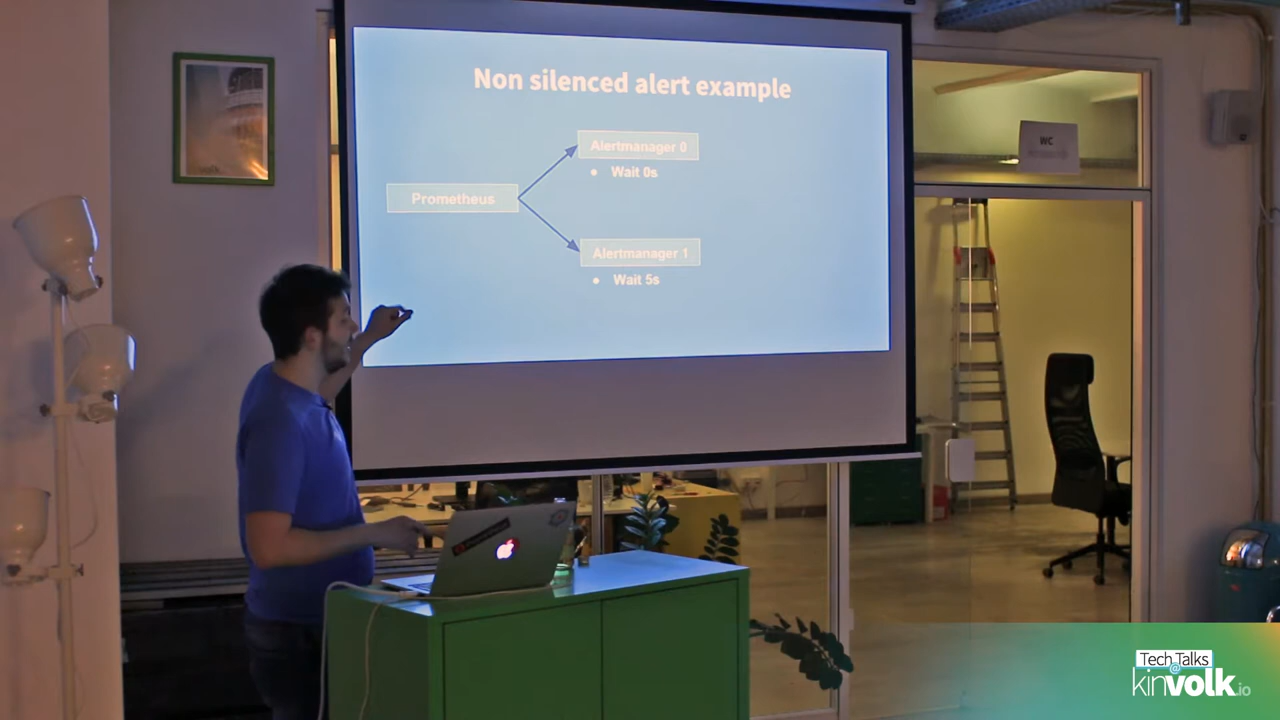 Non silenced alert example
Alertmanager 0
● Wait 0s
Prometheus
Alertmanager 1
● Wait 5s
WC
Tech Talks
@
kinvolk.io